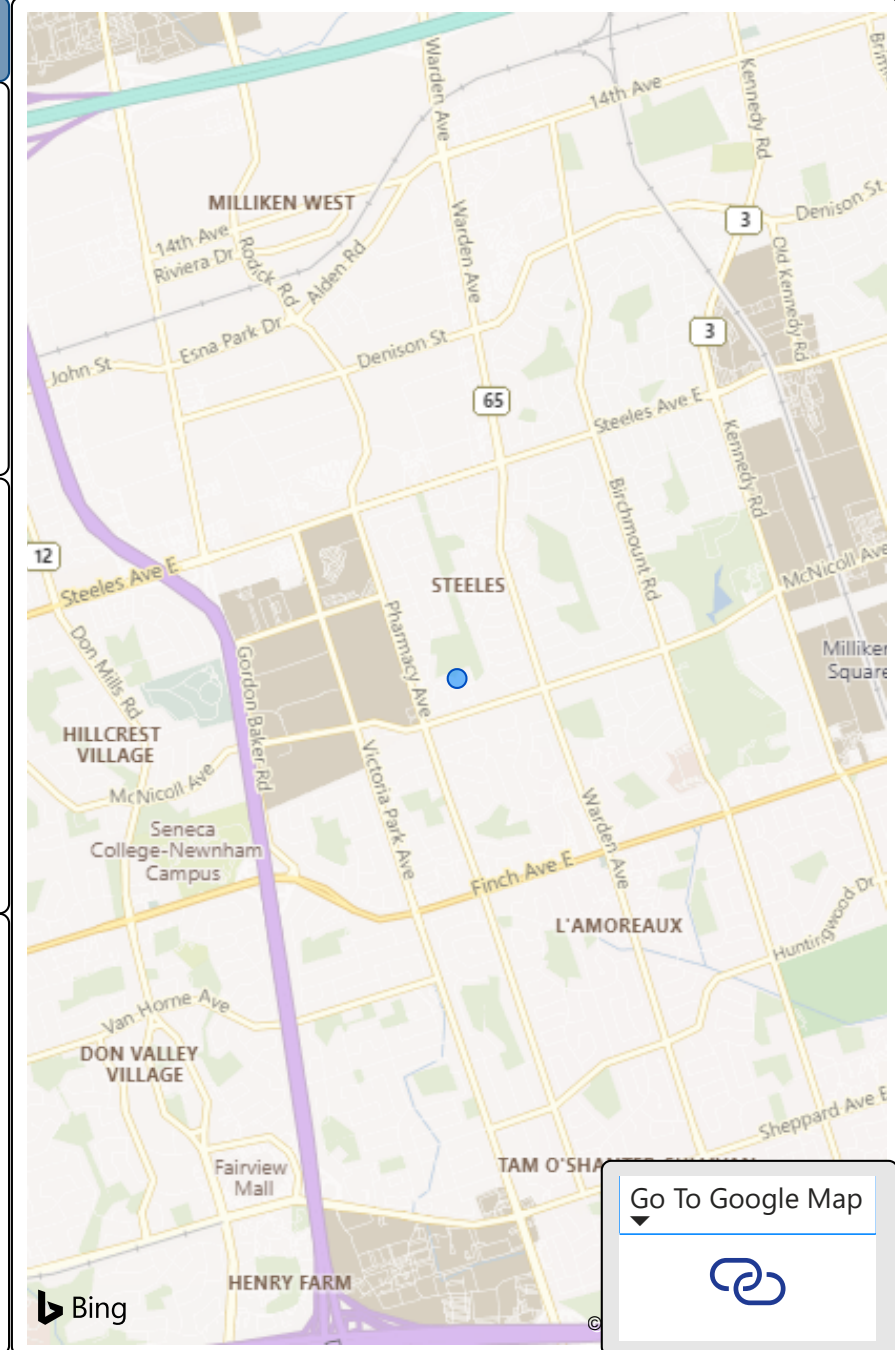 Warden Ave
Kennedy Rd
14th Ave
MILLIKEN WEST
Warden Ave
3
Denison St
14th Ave
Riviera Dr
Rodick Rd
Alden Rd
Old Kennedy Rd
3
Esna Park Dr
Denison St
John St
65
Steeles Ave E
Kennedy Rd
Birchmount Rd
12
Steeles Ave E
STEELES
McNicoll Ave
Pharmacy Ave
Don Mills Rd
Gordon Baker Rd
Square
HILLCREST
VILLAGE
Victoria Park Ave
McNicoll Ave
Warden Ave
Seneca
College-Newnham
Campus
Finch Ave E
L'AMOREAUX
Huntingwood Dr
Van Horne Ave
DON VALLEY
VILLAGE
Sheppard Ave E
Fairview
Mall
TAM
Go To Google Map
HENRY FARM
Bing
©